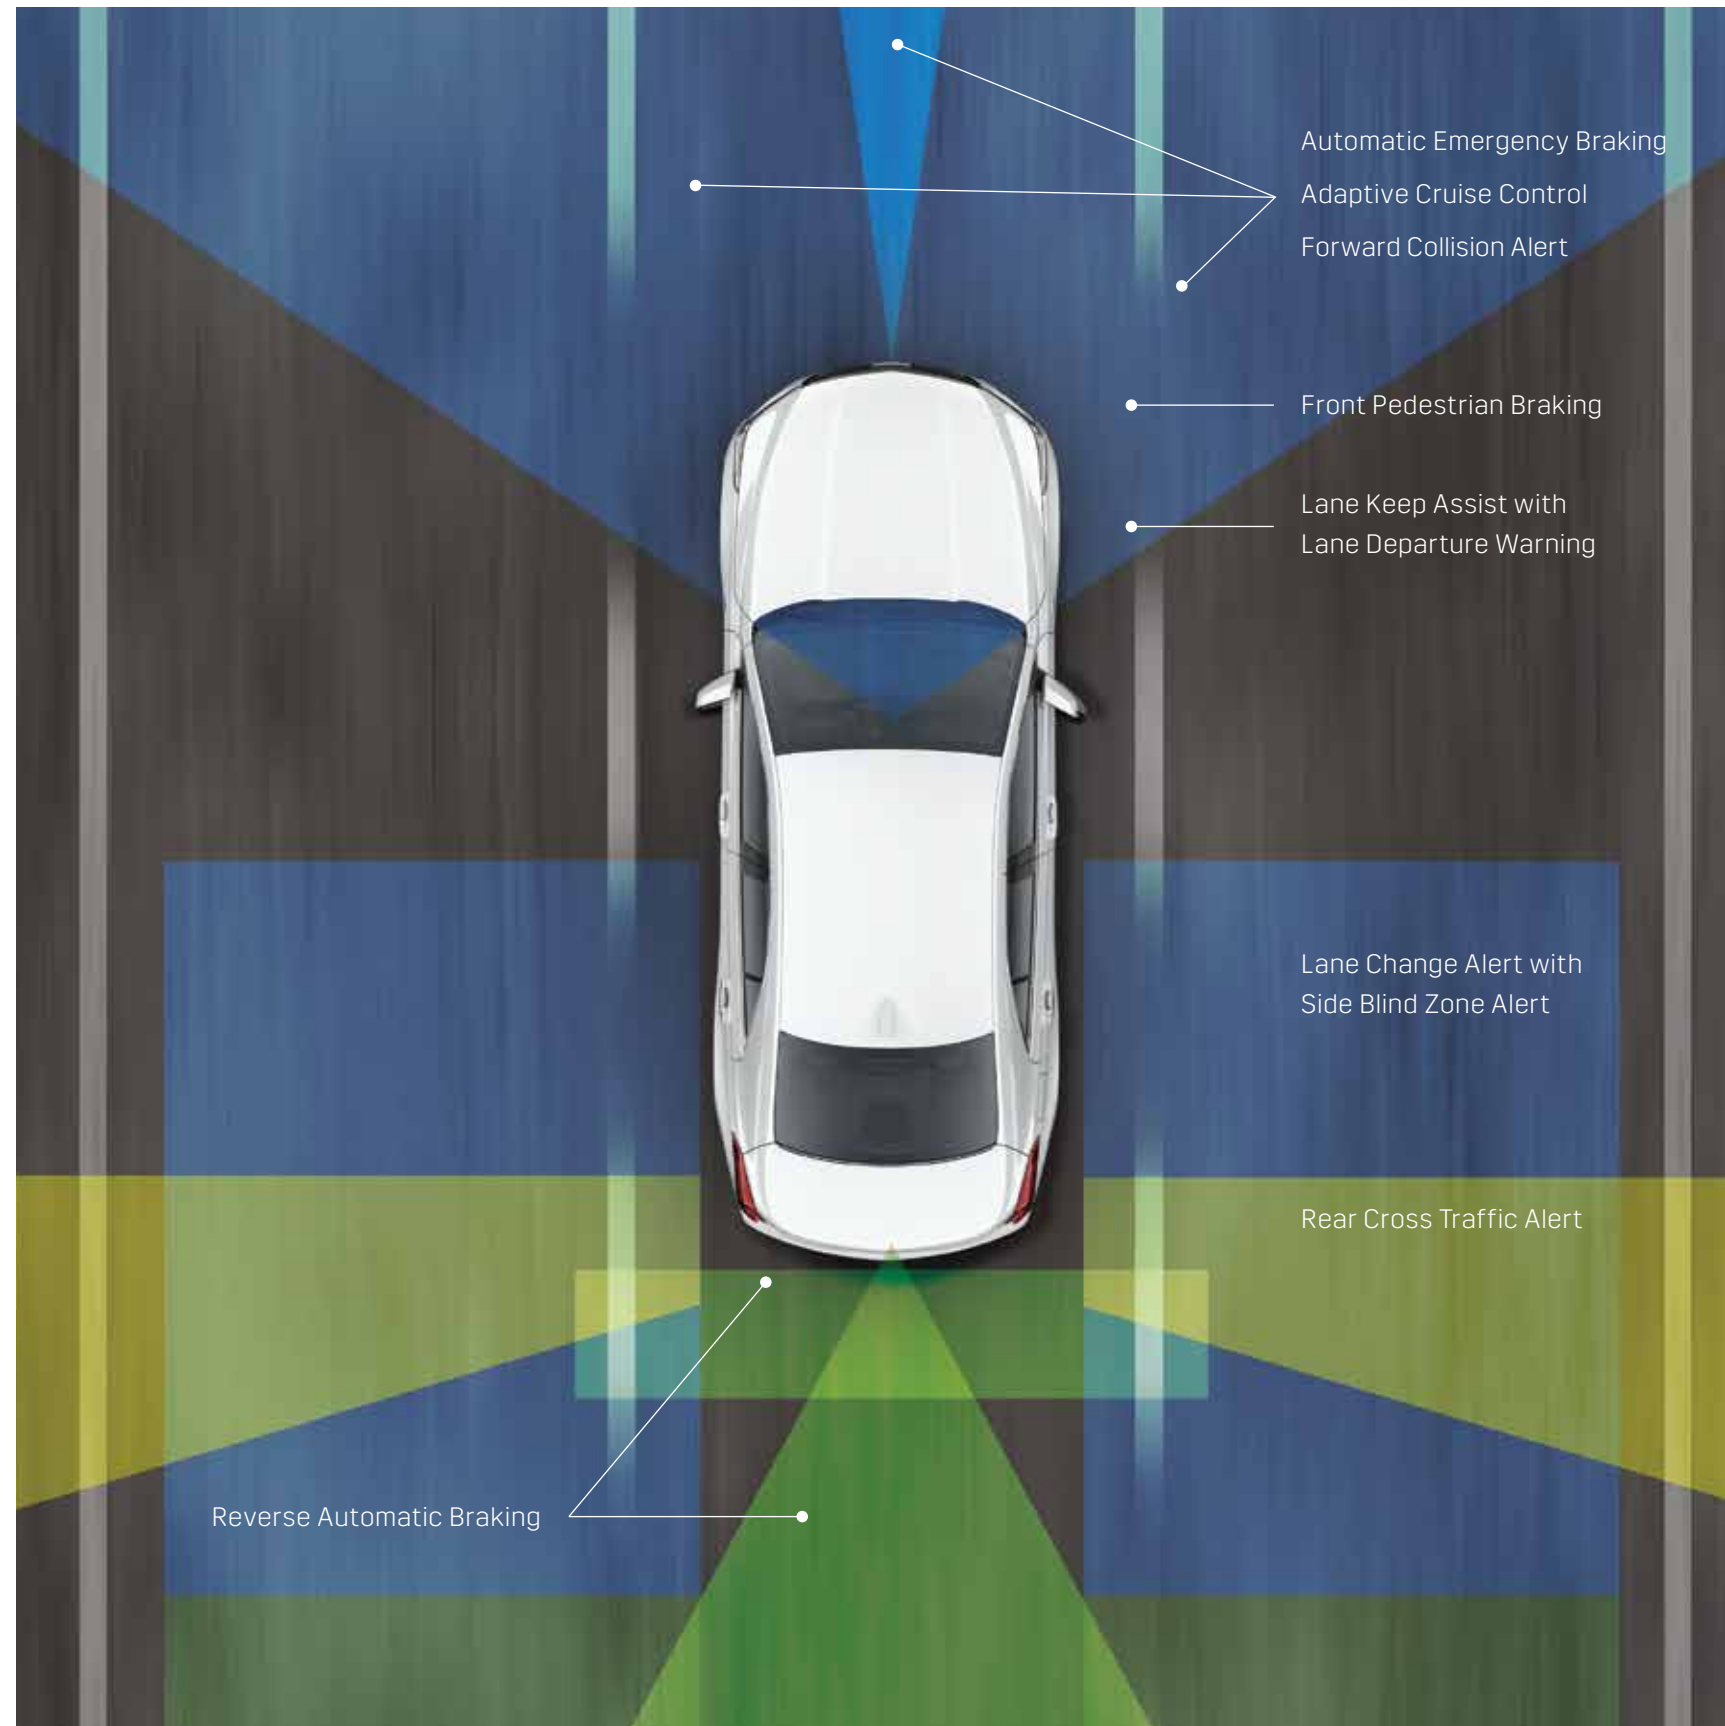 Automatic Emergency Braking
Adaptive Cruise Control
Forward Collision Alert
Front Pedestrian Braking
Lane Keep Assist with
Lane Departure Warning
Lane Change Alert with
Side Blind Zone Alert
Rear Cross Traffic Alert
Reverse Automatic Braking